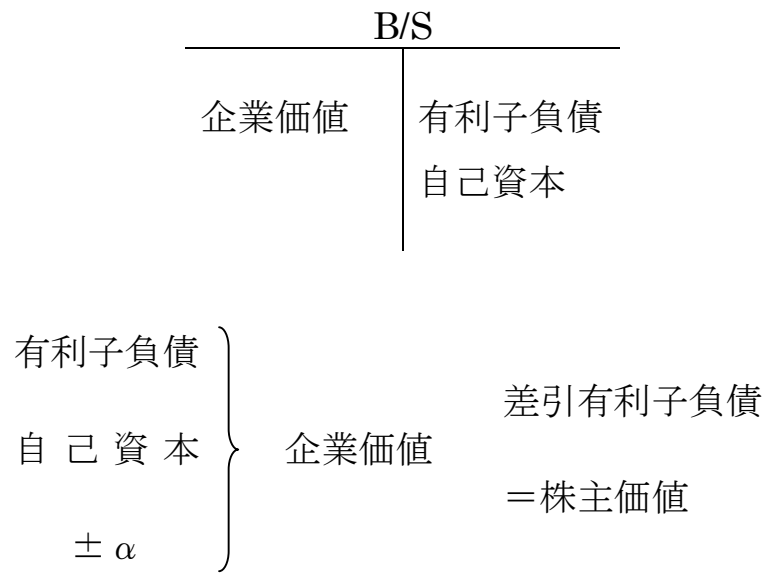 B/S
企業価値 有利子負債
自己資本
有利子負債
差引有利子負債
自己資本 企業価値
＝株主価値
± α